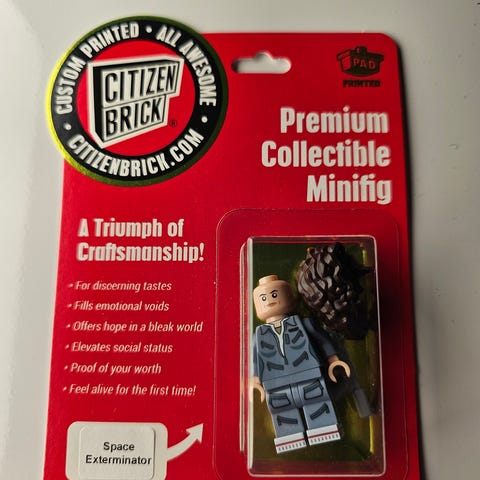 CUSTOM PRINTED • ALL AWESOME
CITIZEN
BRICK®
• CITIZENBRICK.COM •
PAD
PRINTED
Premium
Collectible
Minifig
A Triumph of
Craftsmanship!
• For discerning tastes
• Fills emotional voids
• Offers hope in a bleak world
• Elevates social status
• Proof of your worth
• Feel alive for the first time!
Space
Exterminator